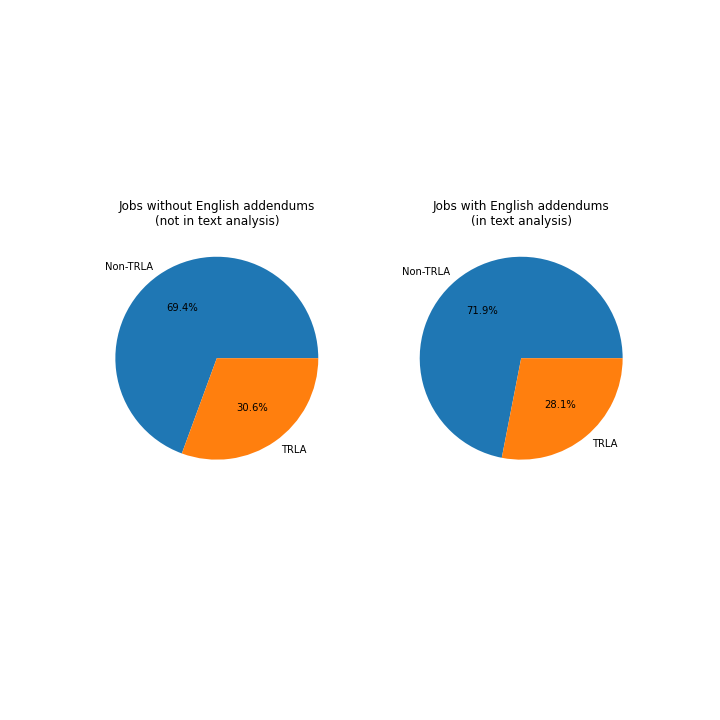 Jobs without English addendums
(not in text analysis)
Non-TRLA
69.4%
30.6%
TRLA
Jobs with English addendums
(in text analysis)
Non-TRLA
71.9%
28.1%
TRLA